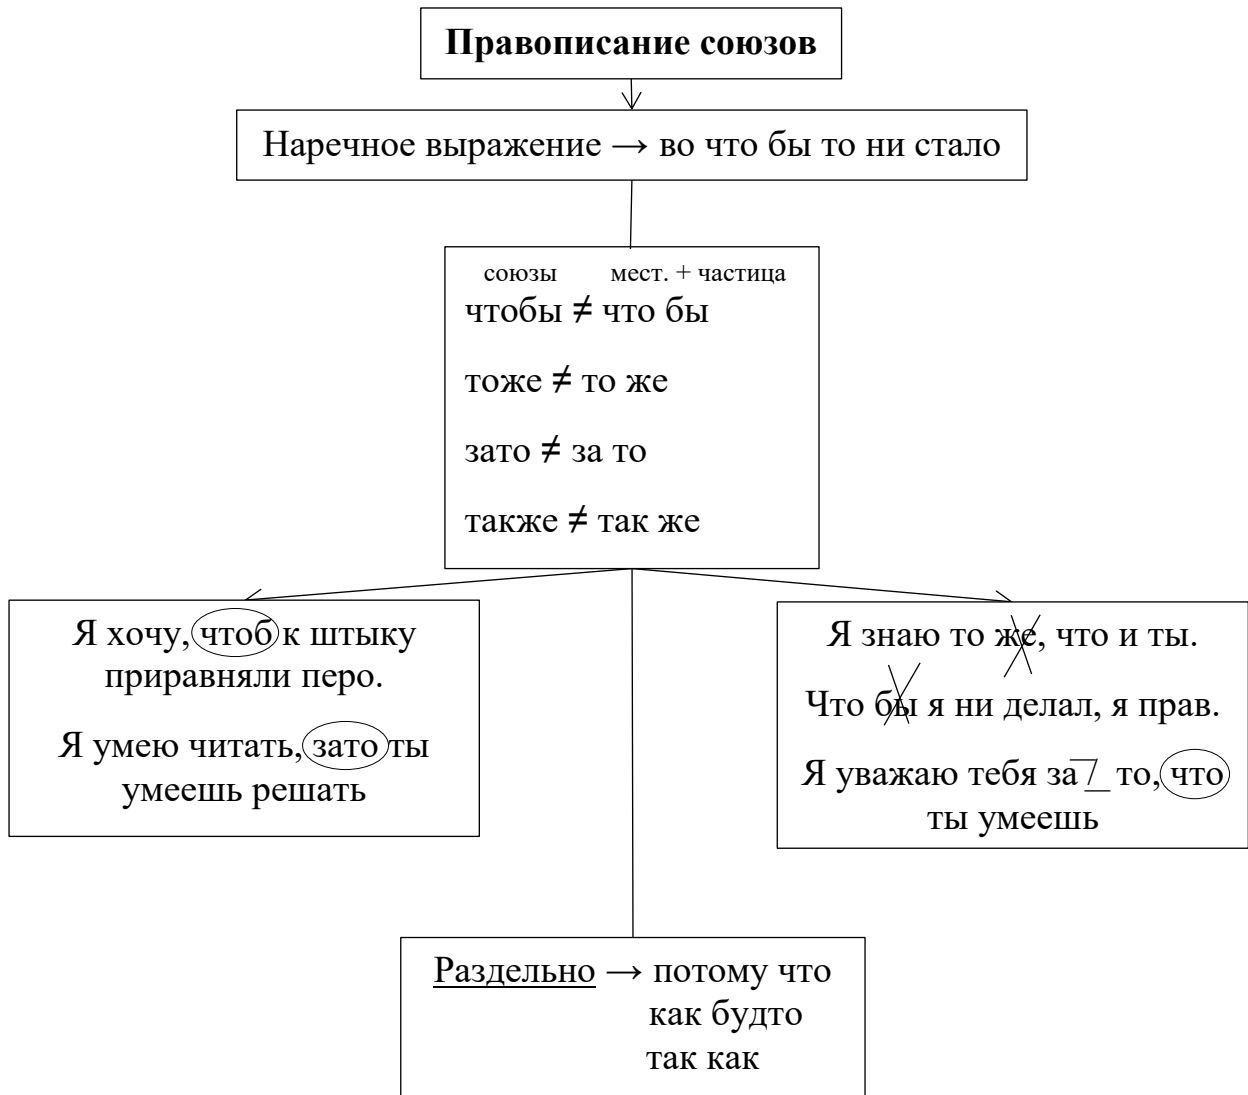 Правописание союзов
Наречное выражение → во что бы то ни стало
союзы мест. + частица
чтобы ≠ что бы
тоже ≠ то же
зато ≠ за то
также ≠ так же
Я хочу, чтоб к штыку
приравняли перо.
Я умею читать, зато ты
умеешь решать
Я знаю то же, что и ты.
Что бы я ни делал, я прав.
Я уважаю тебя за то, что
ты умеешь
Раздельно → потому что
как будто
так как